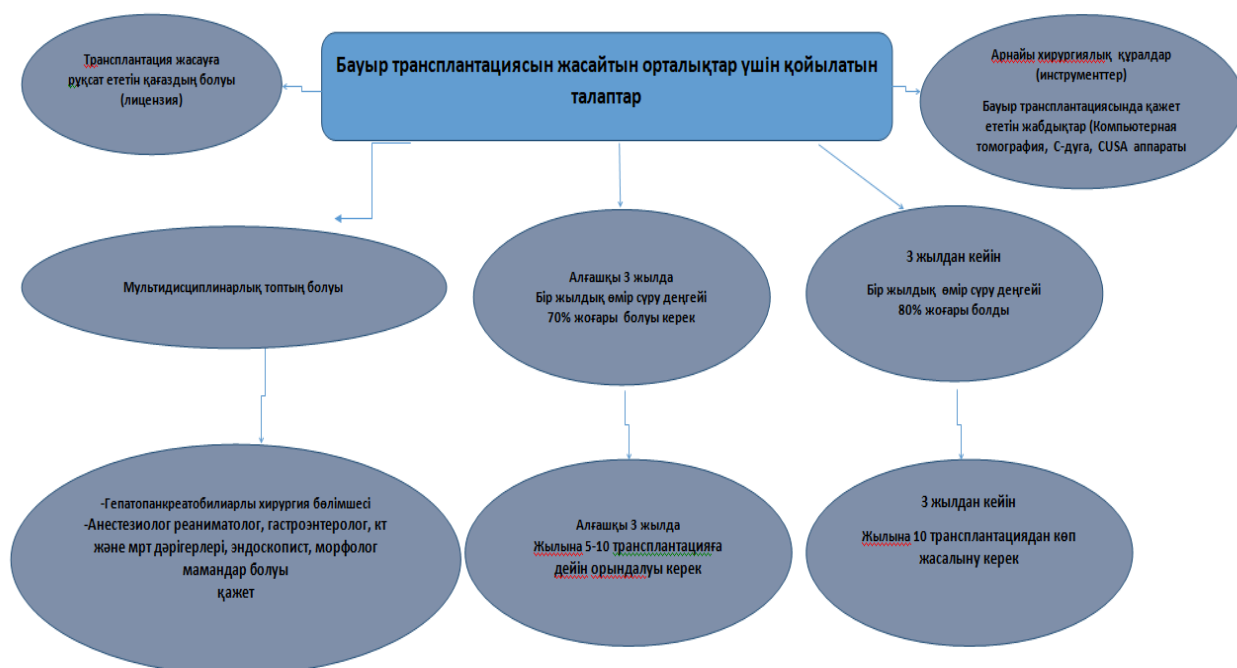 Трансплантация жасауға
рұқсат ететін қағаздың болуы
(лицензия)
Бауыр трансплантациясын жасайтын орталықтар үшін қойылатын
талаптар
Арнайы хирургиялық құралдар
(инструменттер)
Бауыр трансплантациясында қажет
ететін жабдықтар (Компьютерная
томография, С-дуга, CUSA аппараты
Мультидисциплинарлық топтың болуы
Алғашқы 3 жылда
Бір жылдық өмір сүру деңгейі
70% жоғары болуы керек
3 жылдан кейін
Бір жылдық өмір сүру деңгейі
80% жоғары болды
-Гепатопанкреатобилиарлы хирургия бөлімшесі
-Анестезиолог реаниматолог, гастроэнтеролог, кт
және мрт дәрігерлері, эндоскопист, морфолог
мамандар болуы
қажет
Алғашқы 3 жылда
Жылына 5-10 трансплантацияға
дейін орындалуы керек
3 жылдан кейін
Жылына 10 трансплантациядан көп
жасалыну керек